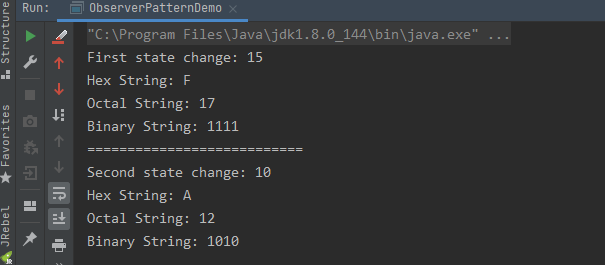 Run: ObserverPatternDemo ×
"C:\Program Files\Java\jdk1.8.0_144\bin\java.exe" ...
First state change: 15
Hex String: F
Octal String: 17
Binary String: 1111
===========================
Second state change: 10
Hex String: A
Octal String: 12
Binary String: 1010
Structure
Favorites
JRebel